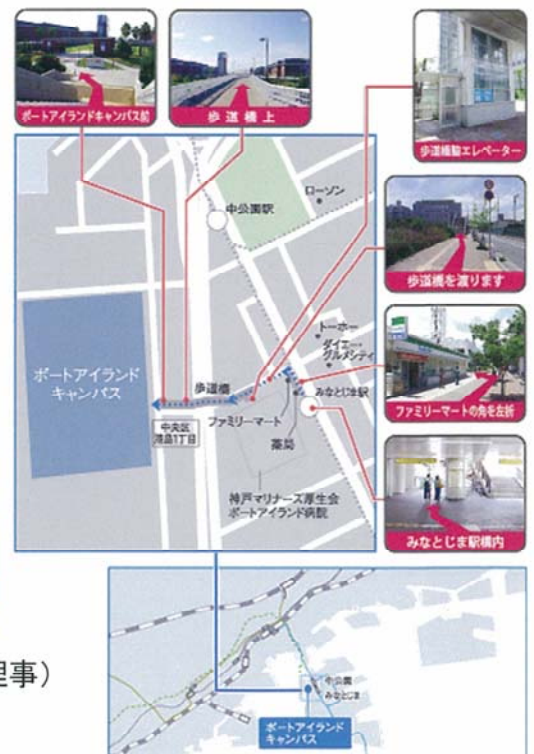 ポートアイランドキャンパス前
歩道橋上
歩道橋脇エレベーター
中公園駅
ローソン
歩道橋を渡ります
トーホー
ダイエー・
グルメシティ
みなとじま駅
ポートアイランド
キャンパス
歩道橋
ファミリーマート
薬局
中央区
港島1丁目
ファミリーマートの角を左折
神戸マリナーズ厚生会
ポートアイランド病院
みなとじま駅構内
理事）
中公園
みなとじま
ポートアイランド
キャンパス